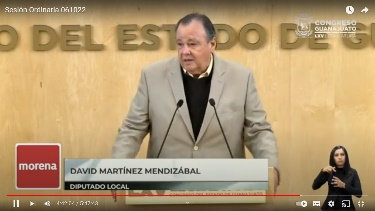 Sesión Ordinaria 061022
CONGRESO
GUANAJUATO
LXV
DEL ESTADO DE G
morena
DAVID MARTÍNEZ MENDIZÁBAL
DIPUTADO LOCAL